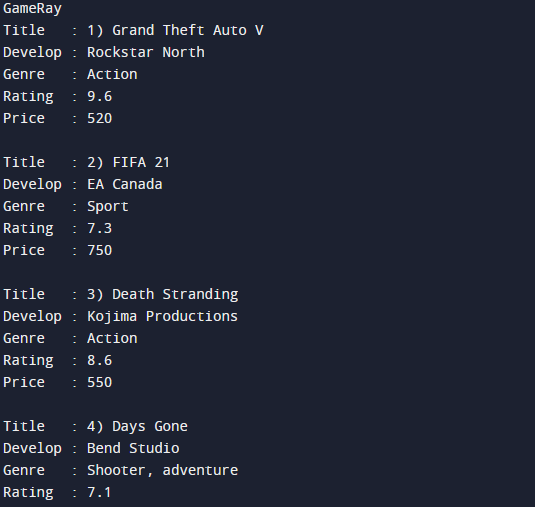 GameRay
Title   : 1) Grand Theft Auto V
Develop : Rockstar North
Genre   : Action
Rating  : 9.6
Price   : 520

Title   : 2) FIFA 21
Develop : EA Canada
Genre   : Sport
Rating  : 7.3
Price   : 750

Title   : 3) Death Stranding
Develop : Kojima Productions
Genre   : Action
Rating  : 8.6
Price   : 550

Title   : 4) Days Gone
Develop : Bend Studio
Genre   : Shooter, adventure
Rating  : 7.1